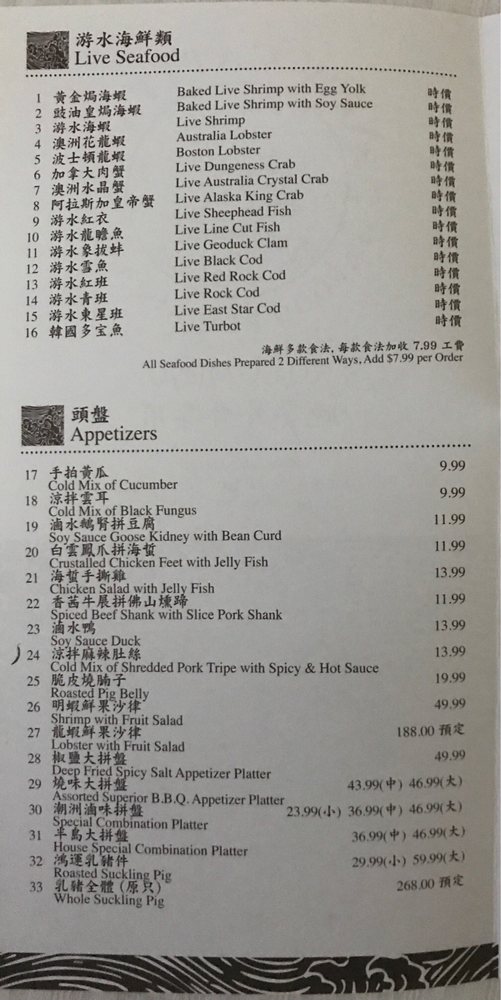 游水海鮮類
Live Seafood
1 黃金焗海蝦 Baked Live Shrimp with Egg Yolk 時價
2 豉油皇焗海蝦 Baked Live Shrimp with Soy Sauce 時價
3 游水海蝦 Live Shrimp 時價
4 澳洲花龍蝦 Australia Lobster 時價
5 波士頓龍蝦 Boston Lobster 時價
6 加拿大肉蟹 Live Dungeness Crab 時價
7 澳洲水晶蟹 Live Australia Crystal Crab 時價
8 阿拉斯加皇帝蟹 Live Alaska King Crab 時價
9 游水紅衣 Live Sheephead Fish 時價
10 游水龍瞻魚 Live Line Cut Fish 時價
11 游水象拔蚌 Live Geoduck Clam 時價
12 游水雪魚 Live Black Cod 時價
13 游水紅班 Live Red Rock Cod 時價
14 游水青班 Live Rock Cod 時價
15 游水東星班 Live East Star Cod 時價
16 韓國多宝魚 Live Turbot 時價
海鮮多款食法, 每款食法加收 7.99 工費
All Seafood Dishes Prepared 2 Different Ways, Add $7.99 per Order
頭盤
Appetizers
17 手拍黃瓜 9.99
Cold Mix of Cucumber
18 涼拌雲耳 9.99
Cold Mix of Black Fungus
19 滷水鵝腎拼豆腐 11.99
Soy Sauce Goose Kidney with Bean Curd
20 白雲鳳爪拼海蜇 11.99
Crustalled Chicken Feet with Jelly Fish
21 海蜇手撕雞 13.99
Chicken Salad with Jelly Fish
22 香茜牛展拼佛山燻蹄 11.99
Spiced Beef Shank with Slice Pork Shank
23 滷水鴨 13.99
Soy Sauce Duck
24 涼拌麻辣肚絲 13.99
Cold Mix of Shredded Pork Tripe with Spicy & Hot Sauce
25 脆皮燒腩子 19.99
Roasted Pig Belly
26 明蝦鮮果沙律 49.99
Shrimp with Fruit Salad
27 龍蝦鮮果沙律 188.00 預定
Lobster with Fruit Salad
28 椒鹽大拼盤 49.99
Deep Fried Spicy Salt Appetizer Platter
29 燒味大拼盤 43.99(中) 46.99(大)
Assorted Superior B.B.Q. Appetizer Platter
30 潮洲滷味拼盤 23.99(小) 36.99(中) 46.99(大)
Special Combination Platter
31 半島大拼盤 36.99(中) 46.99(大)
House Special Combination Platter
32 鴻運乳豬件 29.99(小) 59.99(大)
Roasted Suckling Pig
33 乳豬全體 (原只) 268.00 預定
Whole Suckling Pig